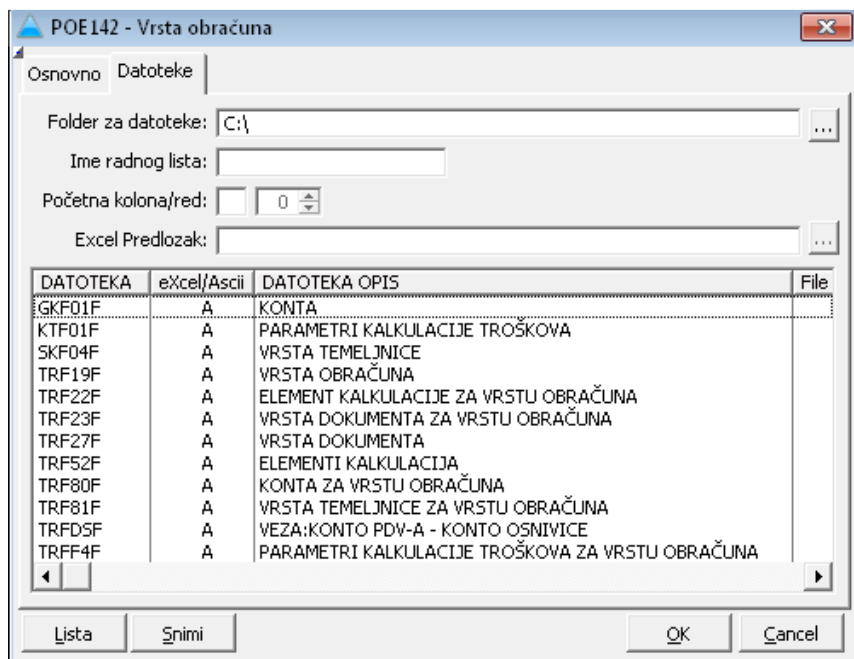 POE142 - Vrsta obračuna
Osnovno Datoteke
Folder za datoteke: C:\ ...
Ime radnog lista:
Početna kolona/red: 0
Excel Predlozak: ...
DATOTEKA eXcel/Ascii DATOTEKA OPIS File
GKF01F A KONTA
KTF01F A PARAMETRI KALKULACIJE TROŠKOVA
SKF04F A VRSTA TEMELJNICE
TRF19F A VRSTA OBRAČUNA
TRF22F A ELEMENT KALKULACIJE ZA VRSTU OBRAČUNA
TRF23F A VRSTA DOKUMENTA ZA VRSTU OBRAČUNA
TRF27F A VRSTA DOKUMENTA
TRF52F A ELEMENTI KALKULACIJA
TRF80F A KONTA ZA VRSTU OBRAČUNA
TRF81F A VRSTA TEMELJNICE ZA VRSTU OBRAČUNA
TRFDSF A VEZA:KONTO PDV-A - KONTO OSNIVICE
TRFF4F A PARAMETRI KALKULACIJE TROŠKOVA ZA VRSTU OBRAČUNA
Lista Snimi OK Cancel